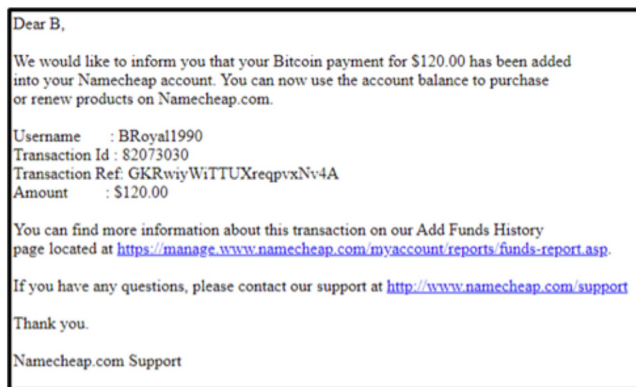 Dear B,
We would like to inform you that your Bitcoin payment for $120.00 has been added
into your Namecheap account. You can now use the account balance to purchase
or renew products on Namecheap.com.
Username : BRoyal1990
Transaction Id : 82073030
Transaction Ref: GKRwiyWiTTUXreqpvxNv4A
Amount : $120.00
You can find more information about this transaction on our Add Funds History
page located at https://manage.www.namecheap.com/myaccount/reports/funds-report.asp.
If you have any questions, please contact our support at http://www.namecheap.com/support
Thank you.
Namecheap.com Support